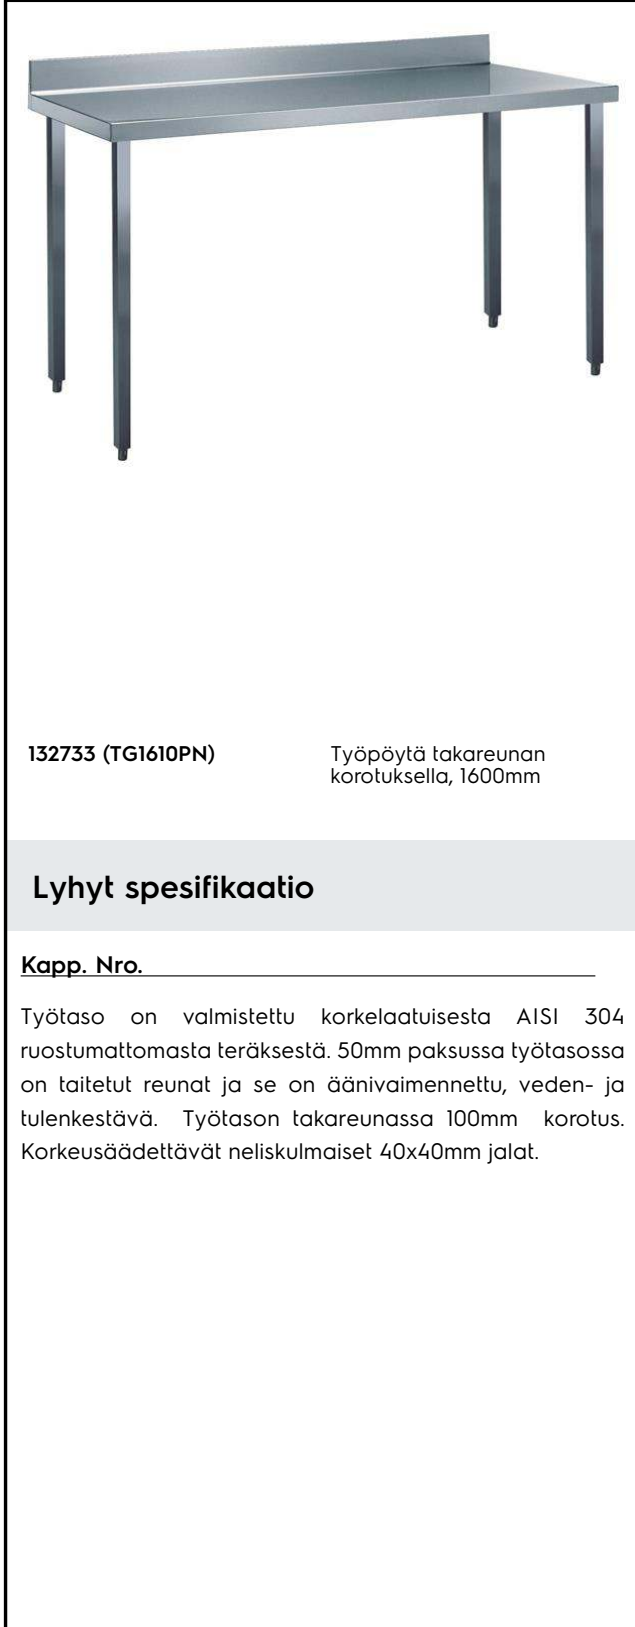 132733 (TG1610PN)
Työpöytä takareunan
korotuksella, 1600mm
Lyhyt spesifikaatio
Kapp. Nro.
Työtaso on valmistettu korkelaatuisesta AISI 304
ruostumattomasta teräksestä. 50mm paksussa työtasossa
on taitetut reunat ja se on äänivaimennettu, veden- ja
tulenkestävä. Työtason takareunassa 100mm korotus.
Korkeusäädettävät neliskulmaiset 40x40mm jalat.